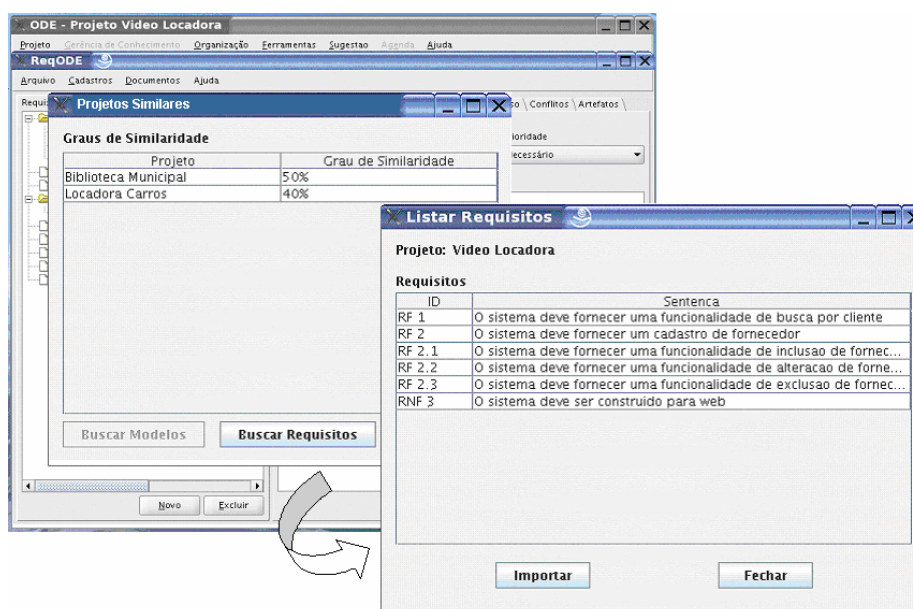 ODE - Projeto Video Locadora
Projeto Gerência de Conhecimento Organização Ferramentas Sugestao Agenda Ajuda
ReqODE
Arquivo Cadastros Documentos Ajuda
Projetos Similares
Conflitos Artefatos
Graus de Similaridade
Projeto Grau de Similaridade
Biblioteca Municipal 50%
Locadora Carros 40%
Buscar Modelos Buscar Requisitos
Novo Excluir
Listar Requisitos
Projeto: Video Locadora
Requisitos
ID Sentenca
RF 1 O sistema deve fornecer uma funcionalidade de busca por cliente
RF 2 O sistema deve fornecer um cadastro de fornecedor
RF 2.1 O sistema deve fornecer uma funcionalidade de inclusao de fornec...
RF 2.2 O sistema deve fornecer uma funcionalidade de alteracao de forne...
RF 2.3 O sistema deve fornecer uma funcionalidade de exclusao de fornec...
RNF 3 O sistema deve ser construido para web
Importar Fechar